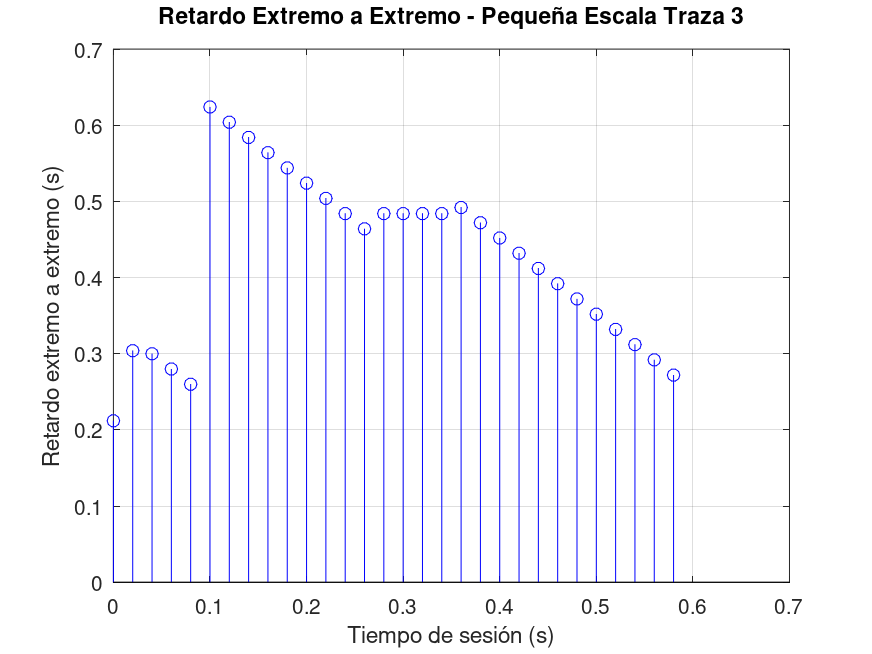 Retardo Extremo a Extremo - Pequeña Escala Traza 3
Retardo extremo a extremo (s)
0.7
0.6
0.5
0.4
0.3
0.2
0.1
0
0 0.1 0.2 0.3 0.4 0.5 0.6 0.7
Tiempo de sesión (s)